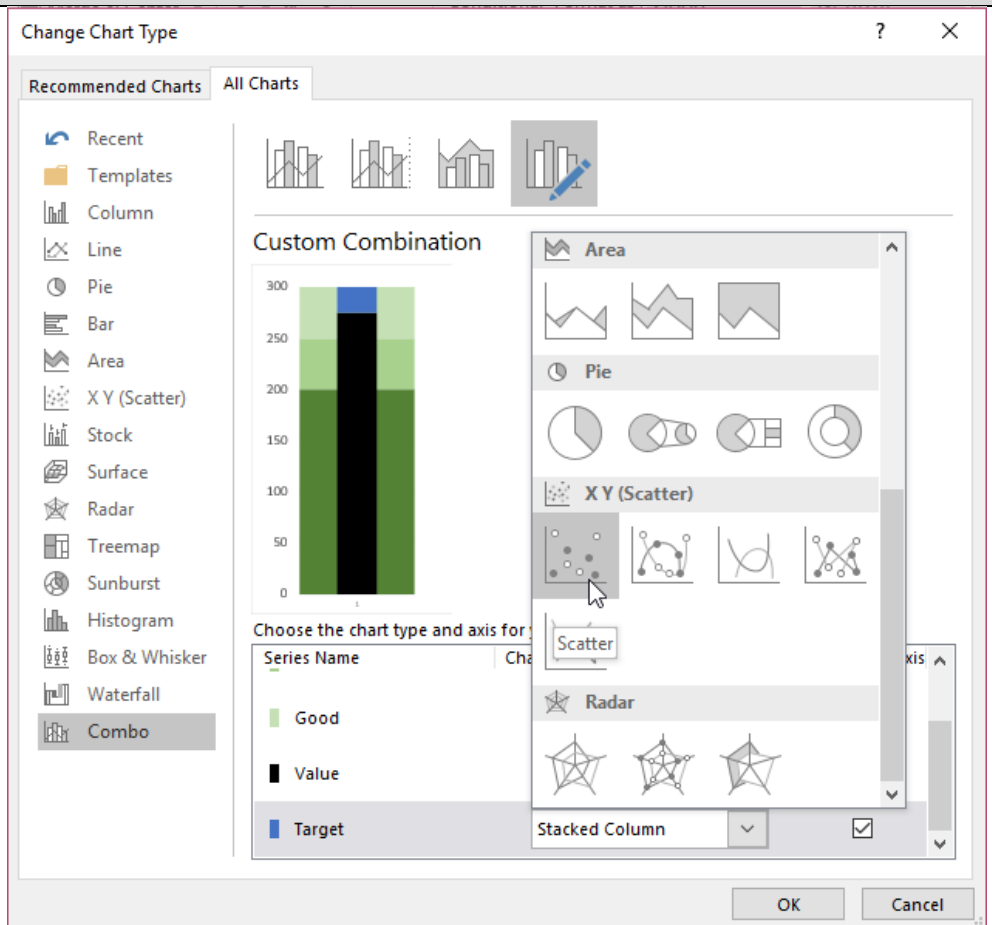 Change Chart Type
?
Recommended Charts
All Charts
Recent
Templates
Column
Line
Pie
Bar
Area
X Y (Scatter)
Stock
Surface
Radar
Treemap
Sunburst
Histogram
Box & Whisker
Waterfall
Combo
Custom Combination
300
250
200
150
100
50
0
1
Area
Pie
X Y (Scatter)
Scatter
Radar
Choose the chart type and axis for
Series Name
Good
Value
Target
Stacked Column
OK
Cancel